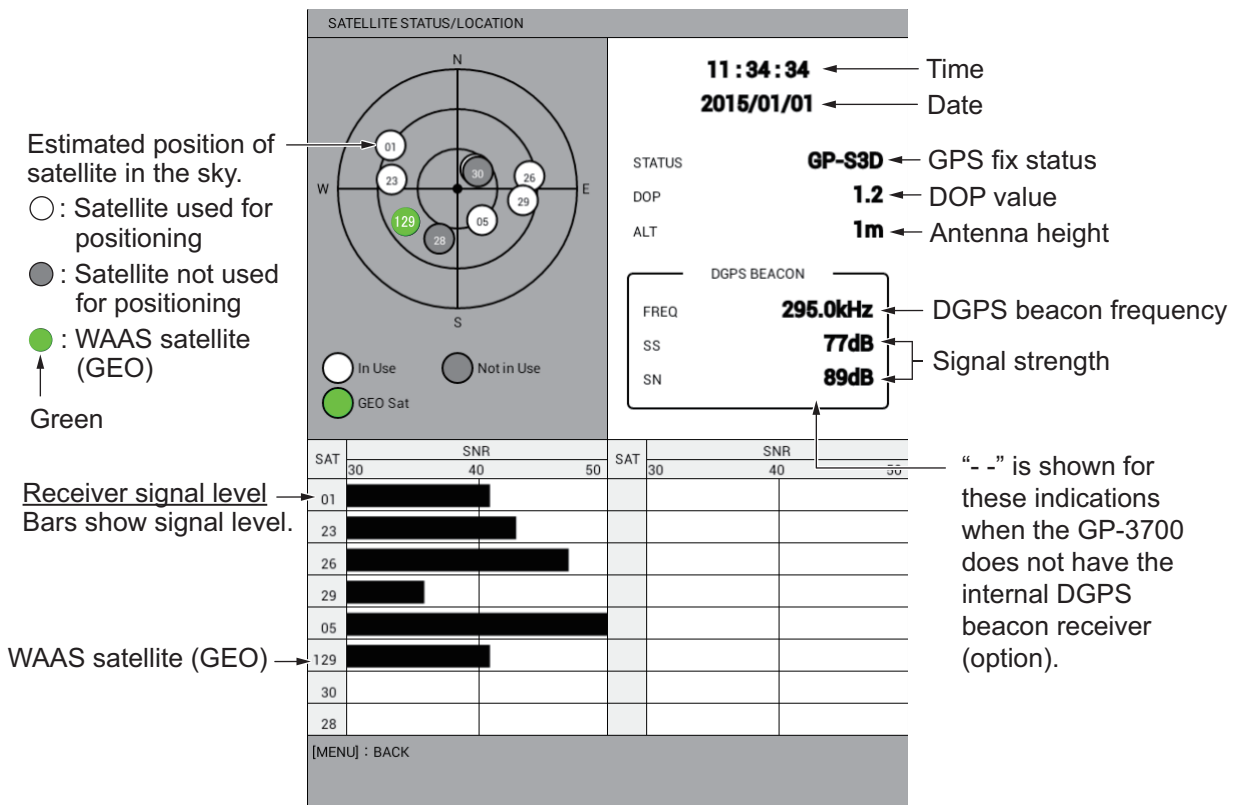 SATELLITE STATUS/LOCATION
N
W
E
S
01
23
30
26
29
05
129
28
In Use
Not in Use
GEO Sat
Estimated position of
satellite in the sky.
: Satellite used for
positioning
: Satellite not used
for positioning
: WAAS satellite
(GEO)
Green
11:34:34
Time
2015/01/01
Date
STATUS GP-S3D
GPS fix status
DOP 1.2
DOP value
ALT 1m
Antenna height
DGPS BEACON
FREQ 295.0kHz
DGPS beacon frequency
SS 77dB
SN 89dB
Signal strength
"- -" is shown for
these indications
when the GP-3700
does not have the
internal DGPS
beacon receiver
(option).
SAT SNR SAT SNR
30 40 50 30 40 50
Receiver signal level
Bars show signal level.
01
23
26
29
05
WAAS satellite (GEO)
129
30
28
[MENU] : BACK